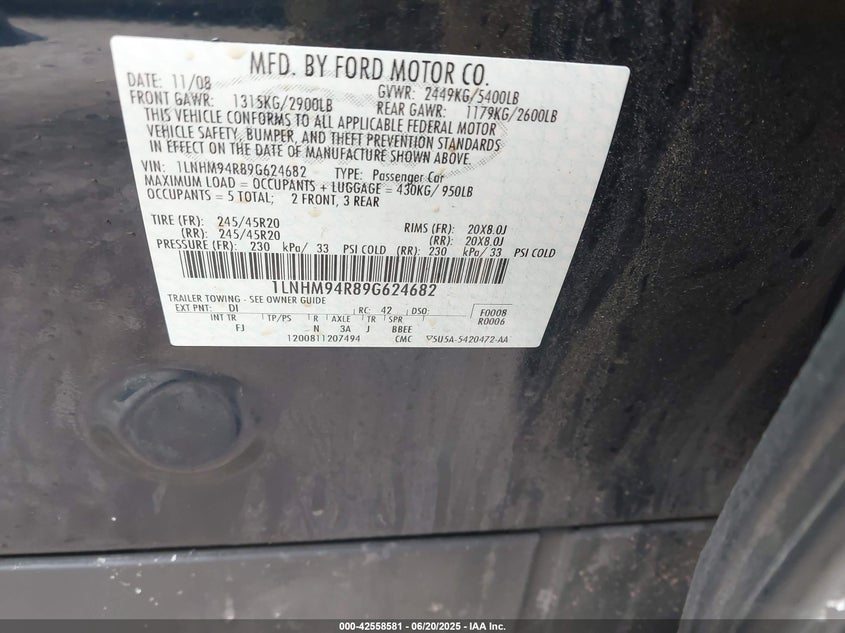 MFD. BY FORD MOTOR CO.
DATE: 11/08 GVWR: 2449KG/5400LB
FRONT GAWR: 1315KG/2900LB REAR GAWR: 1179KG/2600LB
THIS VEHICLE CONFORMS TO ALL APPLICABLE FEDERAL MOTOR
VEHICLE SAFETY, BUMPER, AND THEFT PREVENTION STANDARDS
IN EFFECT ON THE DATE OF MANUFACTURE SHOWN ABOVE.
VIN: 1LNHM94R89G624682 TYPE: Passenger Car
MAXIMUM LOAD = OCCUPANTS + LUGGAGE = 430KG/950LB
OCCUPANTS = 5 TOTAL; 2 FRONT, 3 REAR
TIRE (FR): 245/45R20 RIMS (FR): 20X8.0J
(RR): 245/45R20 (RR): 20X8.0J
PRESSURE (FR): 230 kPa/ 33 PSI COLD (RR): 230 kPa/ 33 PSI COLD
1LNHM94R89G624682
TRAILER TOWING - SEE OWNER GUIDE
EXT PNT: DI RC: 42 DSO: F0008
INT TR TP/PS R AXLE TR SPR R0006
FJ N 3A J BBEE
1200811207494 CMC 5U5A-5420472-AA
000-42558581 - 06/20/2025 - IAA Inc.